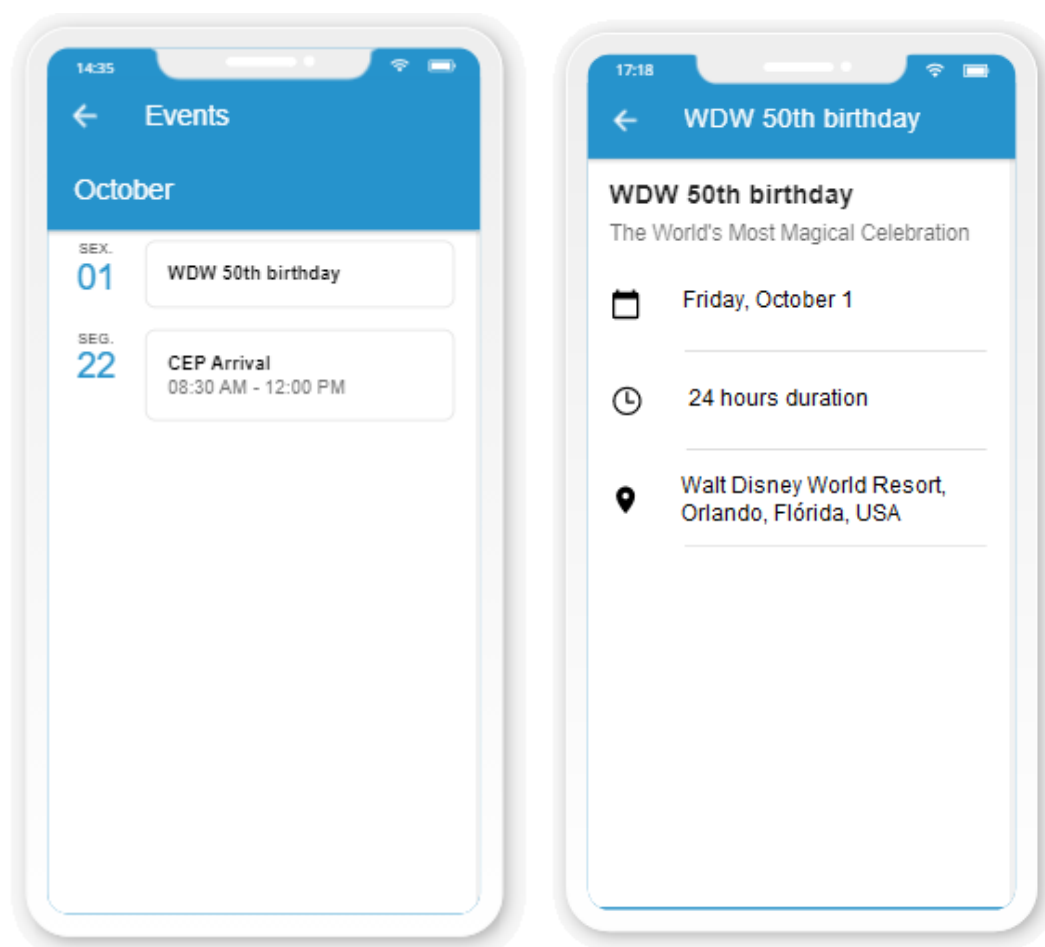 14:35
Events
October
SEX.
01
WDW 50th birthday
SEG.
22
CEP Arrival
08:30 AM - 12:00 PM
17:18
WDW 50th birthday
WDW 50th birthday
The World's Most Magical Celebration
Friday, October 1
24 hours duration
Walt Disney World Resort,
Orlando, Flórida, USA